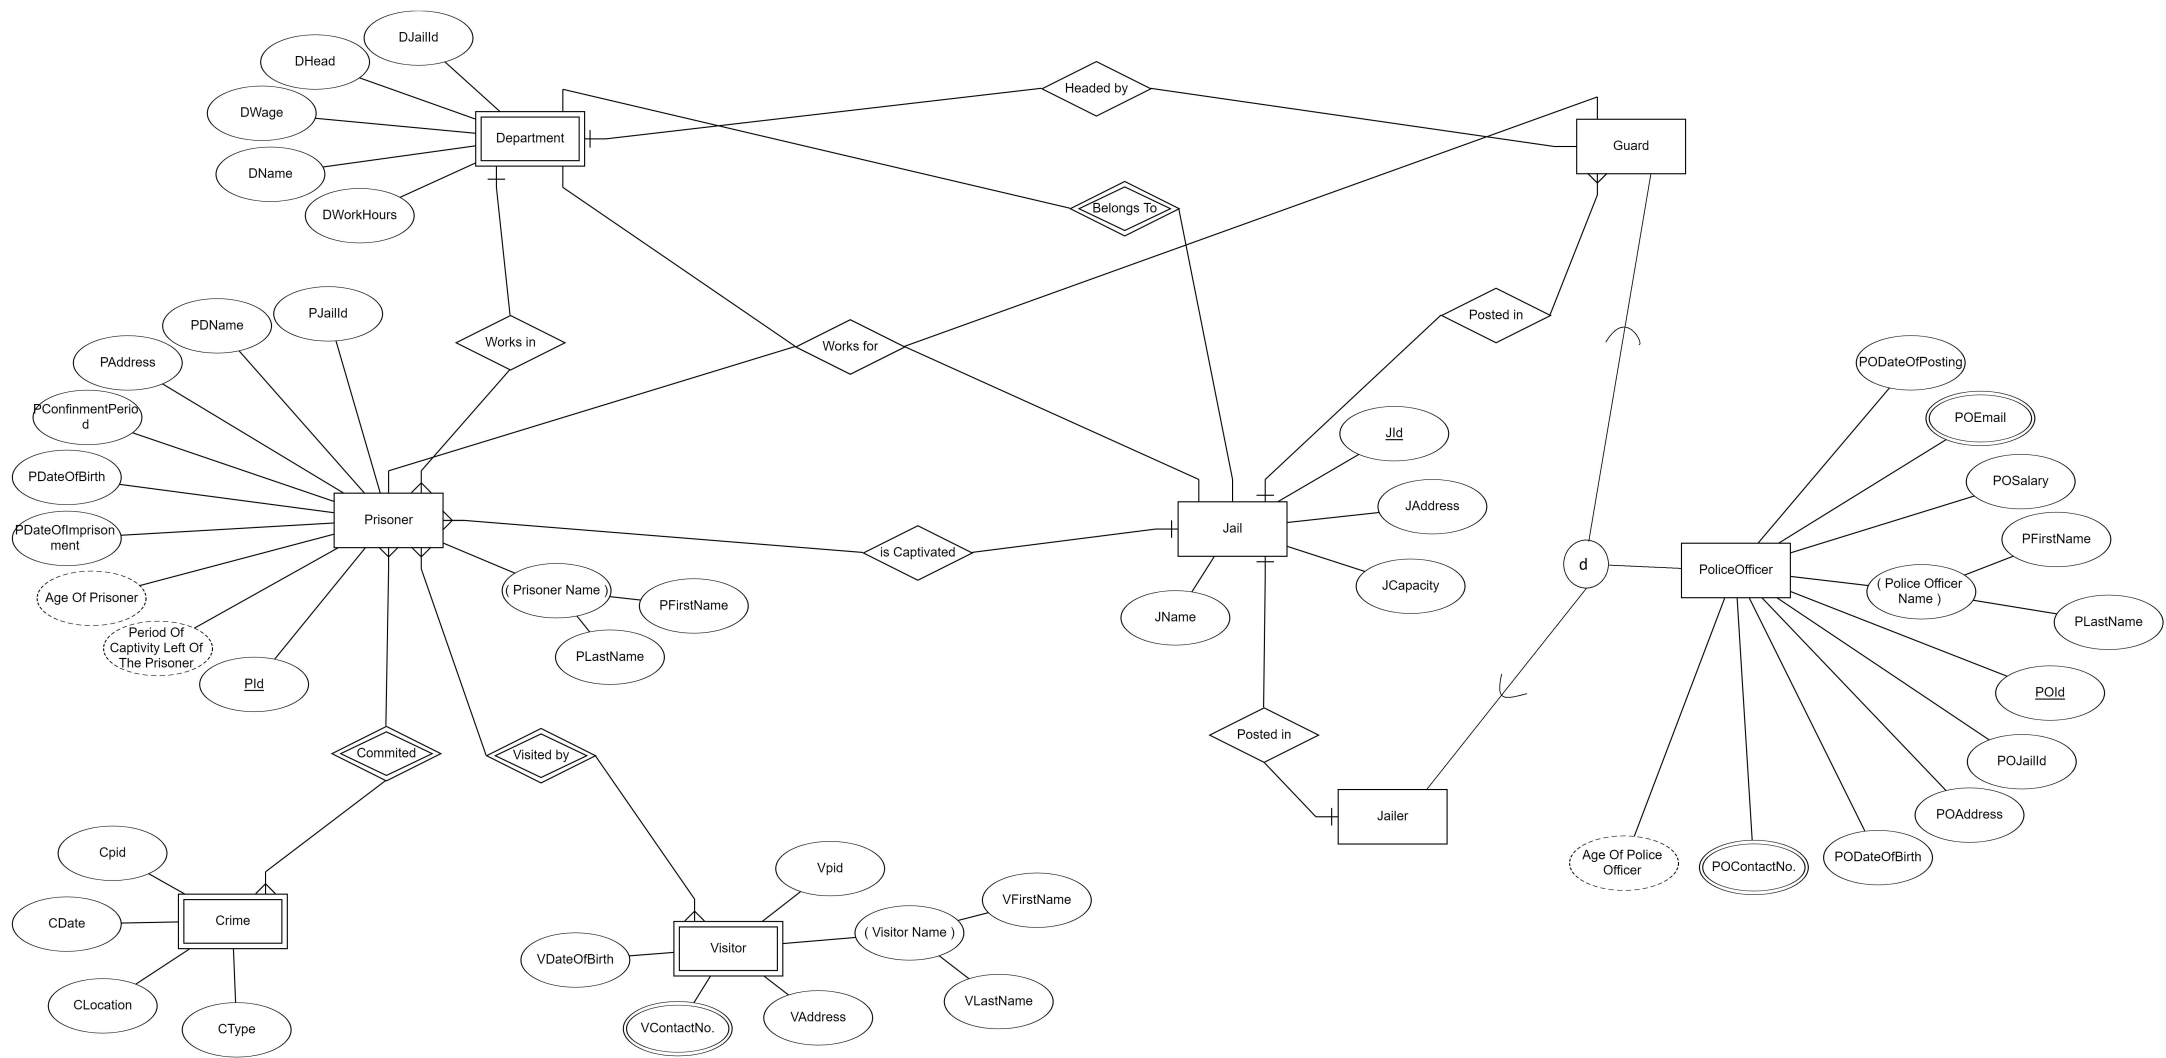 DJailId
DHead
DWage
DName
DWorkHours
Department
Headed by
Guard
Belongs To
Works in
Works for
Posted in
PJailId
PDName
PAddress
PConfinmentPerio
d
PDateOfBirth
PDateOfImprison
ment
Age Of Prisoner
Period Of
Captivity Left Of
The Prisoner
PId
Prisoner
( Prisoner Name )
PFirstName
PLastName
is Captivated
Jail
JId
JAddress
JCapacity
JName
Posted in
Jailer
d
PoliceOfficer
PODateOfPosting
POEmail
POSalary
PFirstName
( Police Officer
Name )
PLastName
POId
POJailId
POAddress
PODateOfBirth
POContactNo.
Age Of Police
Officer
Commited
Visited by
Cpid
CDate
CLocation
CType
Crime
Vpid
VFirstName
( Visitor Name )
VLastName
VAddress
VContactNo.
VDateOfBirth
Visitor